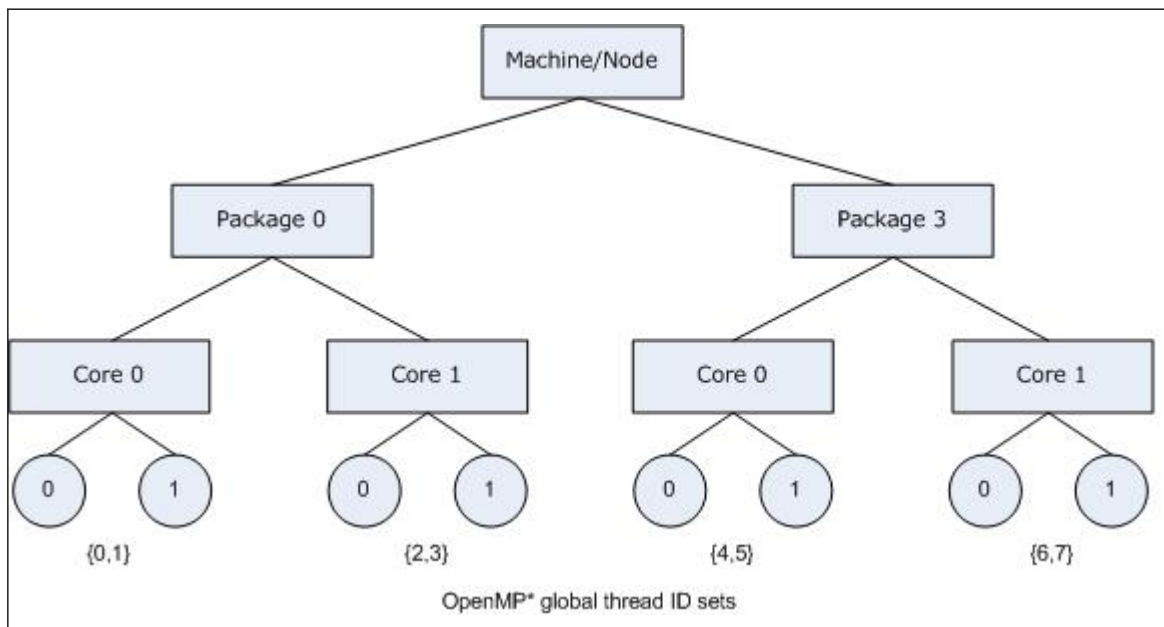 Machine/Node
Package 0
Package 3
Core 0
Core 1
Core 0
Core 1
0
1
0
1
0
1
0
1
{0,1}
{2,3}
{4,5}
{6,7}
OpenMP* global thread ID sets